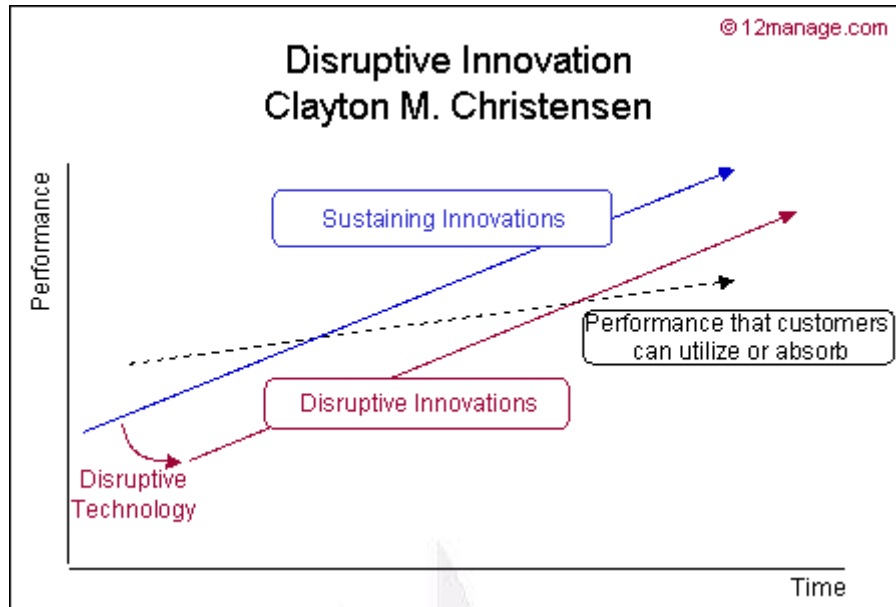 © 12manage.com
Disruptive Innovation
Clayton M. Christensen
Performance
Sustaining Innovations
Performance that customers
can utilize or absorb
Disruptive Innovations
Disruptive
Technology
Time